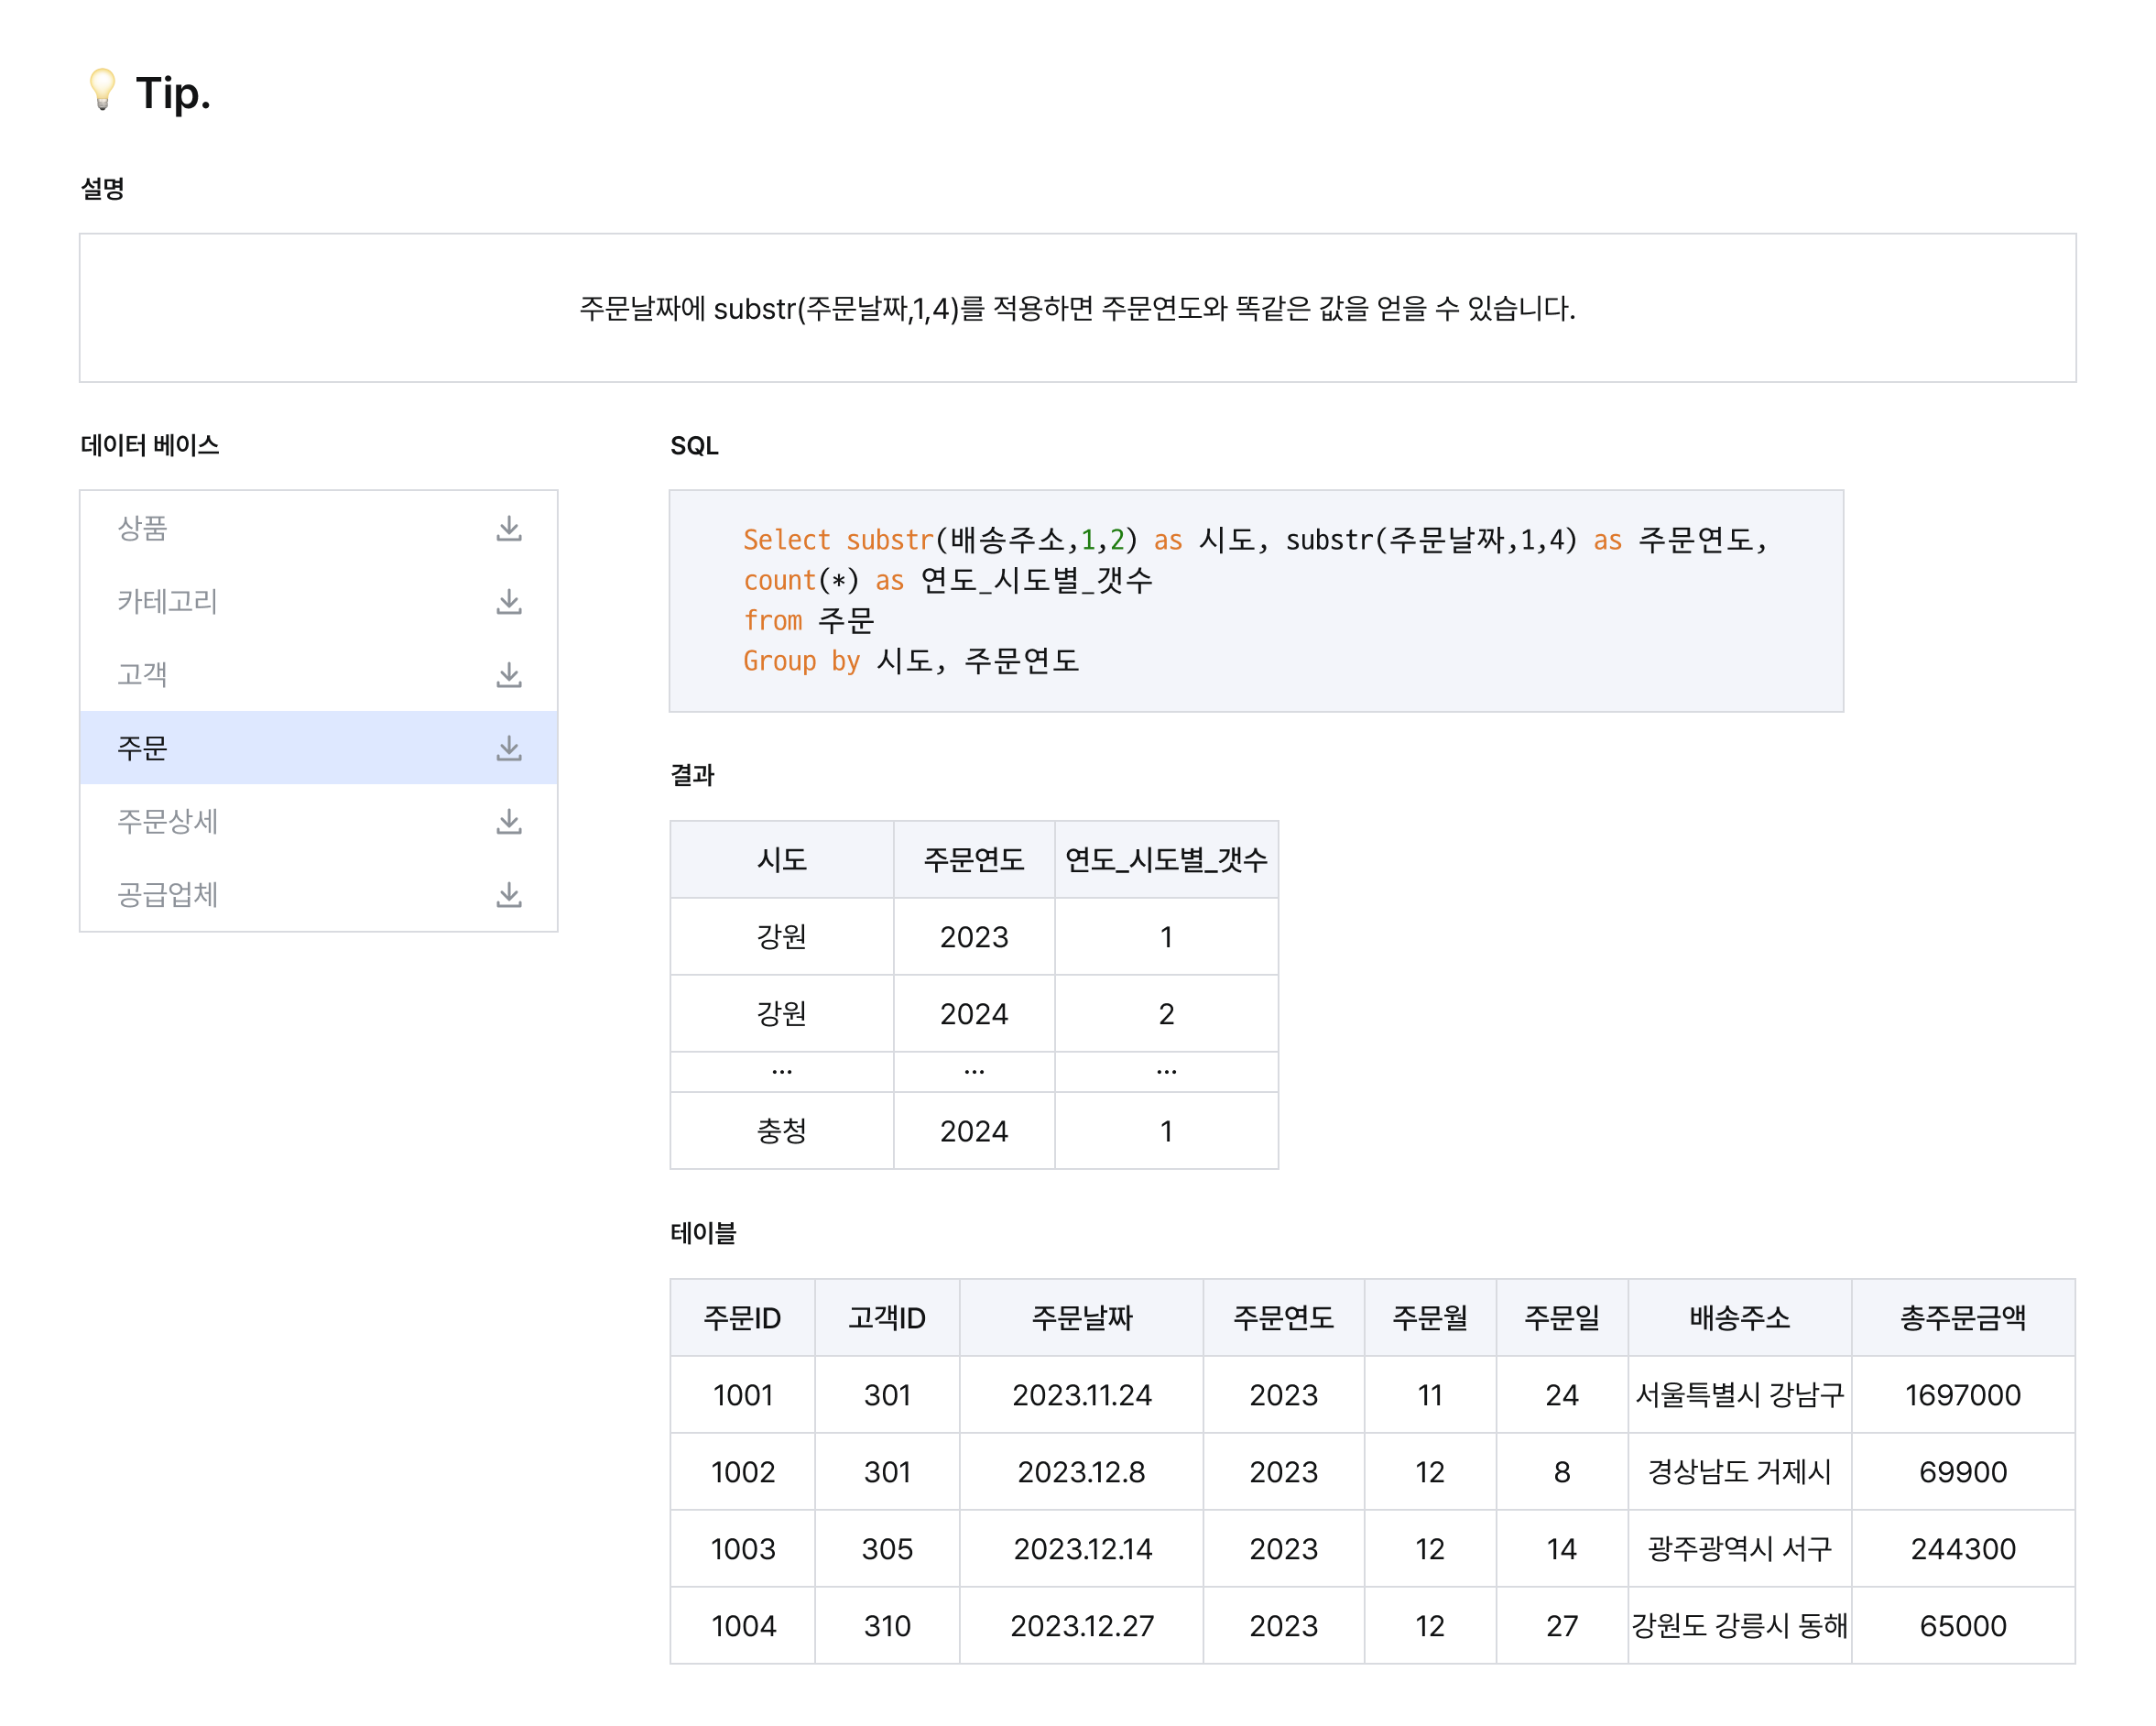 💡 Tip.
설명
주문날짜에 substr(주문날짜,1,4)를 적용하면 주문연도와 똑같은 값을 얻을 수 있습니다.
데이터 베이스
상품
카테고리
고객
주문
주문상세
공급업체
SQL
Select substr(배송주소,1,2) as 시도, substr(주문날짜,1,4) as 주문연도,
count(*) as 연도_시도별_갯수
from 주문
Group by 시도, 주문연도
결과
시도 주문연도 연도_시도별_갯수
강원 2023 1
강원 2024 2
... ... ...
충청 2024 1
테이블
주문ID 고객ID 주문날짜 주문연도 주문월 주문일 배송주소 총주문금액
1001 301 2023.11.24 2023 11 24 서울특별시 강남구 1697000
1002 301 2023.12.8 2023 12 8 경상남도 거제시 69900
1003 305 2023.12.14 2023 12 14 광주광역시 서구 244300
1004 310 2023.12.27 2023 12 27 강원도 강릉시 동해 65000